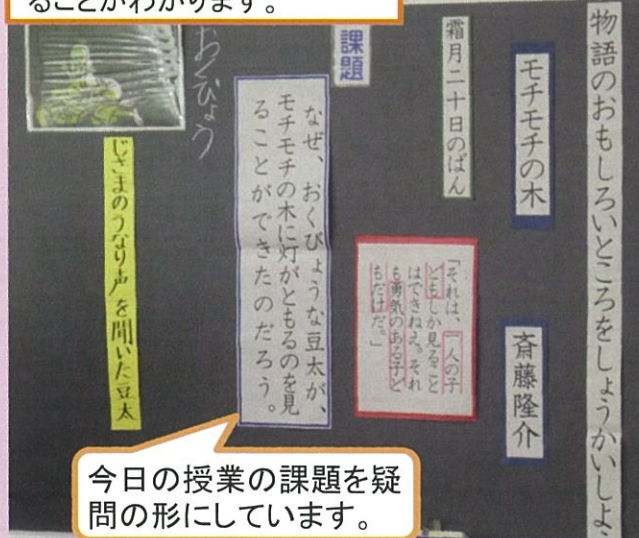 ることがわかります。
物語のおもしろいところをしょうかいしよ
モチモチの木
斎藤隆介
霜月二十日のばん
「それは、一人の子
どもしか見ること
はできねえ。それ
も勇気のある子ど
もだけだ。」
課題
なぜ、おくびょうな豆太が、
モチモチの木に灯がともるのを見
ることができたのだろう。
おくびょう
じさまのうなり声を聞いた豆太
今日の授業の課題を疑
問の形にしています。